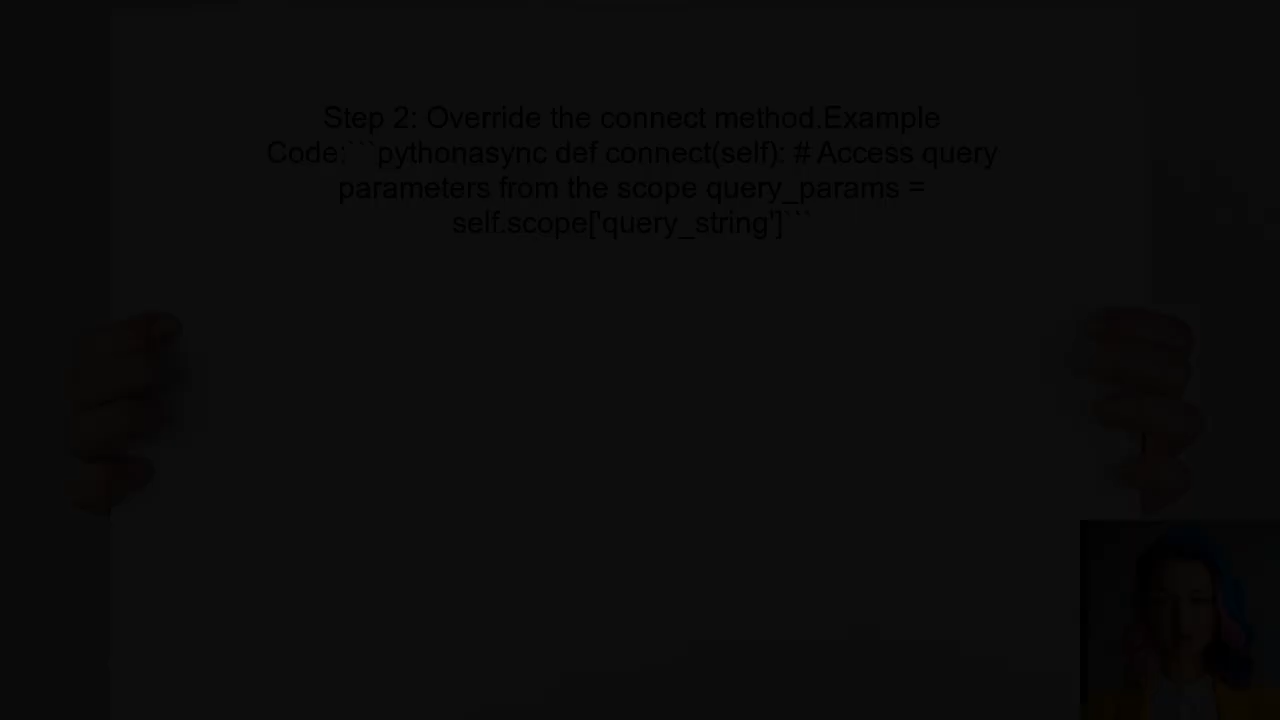 Step 2: Override the connect method.Example
Code:```pythonasync def connect(self): # Access query
parameters from the scope query_params =
self.scope['query_string']```